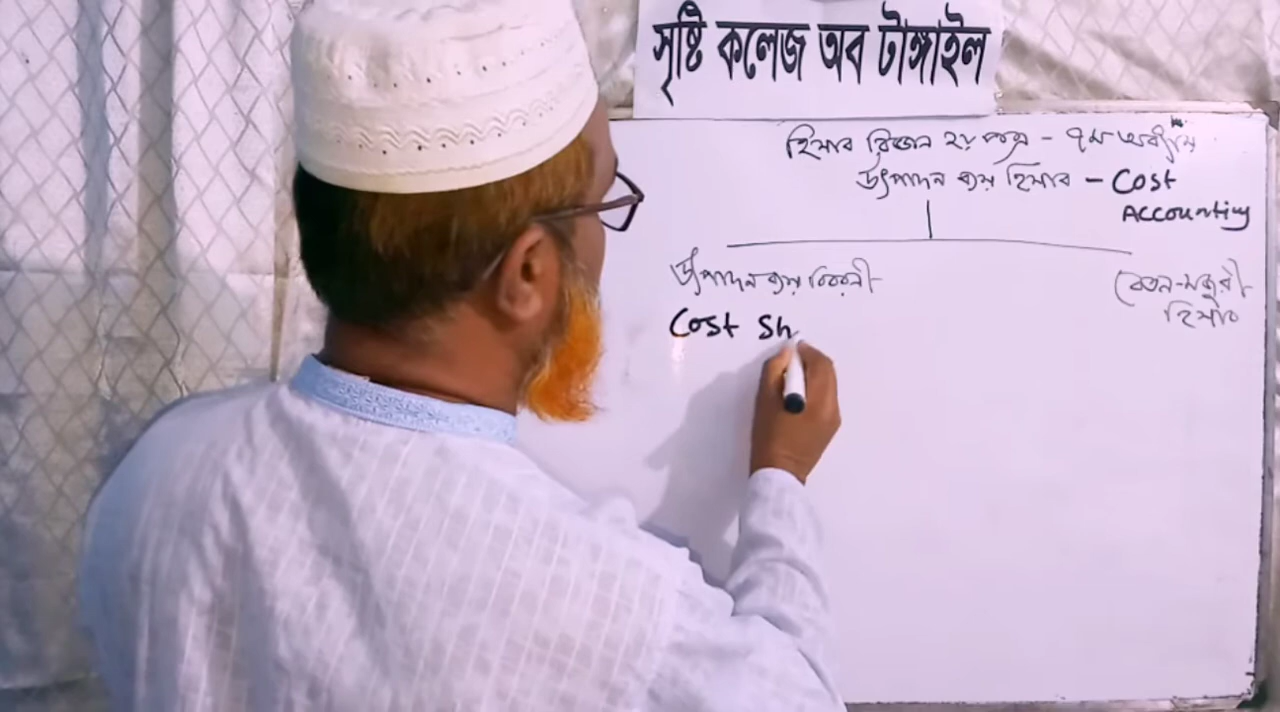 সৃষ্টি কলেজ অব টাঙ্গাইল
হিসাব বিজ্ঞান ২য় পত্র - ৭ম অধ্যায়
উৎপাদন ব্যয় হিসাব - Cost
Accounting
উৎপাদন ব্যয় বিবরণী
Cost Sh
বেতন-মজুরী
হিসাব